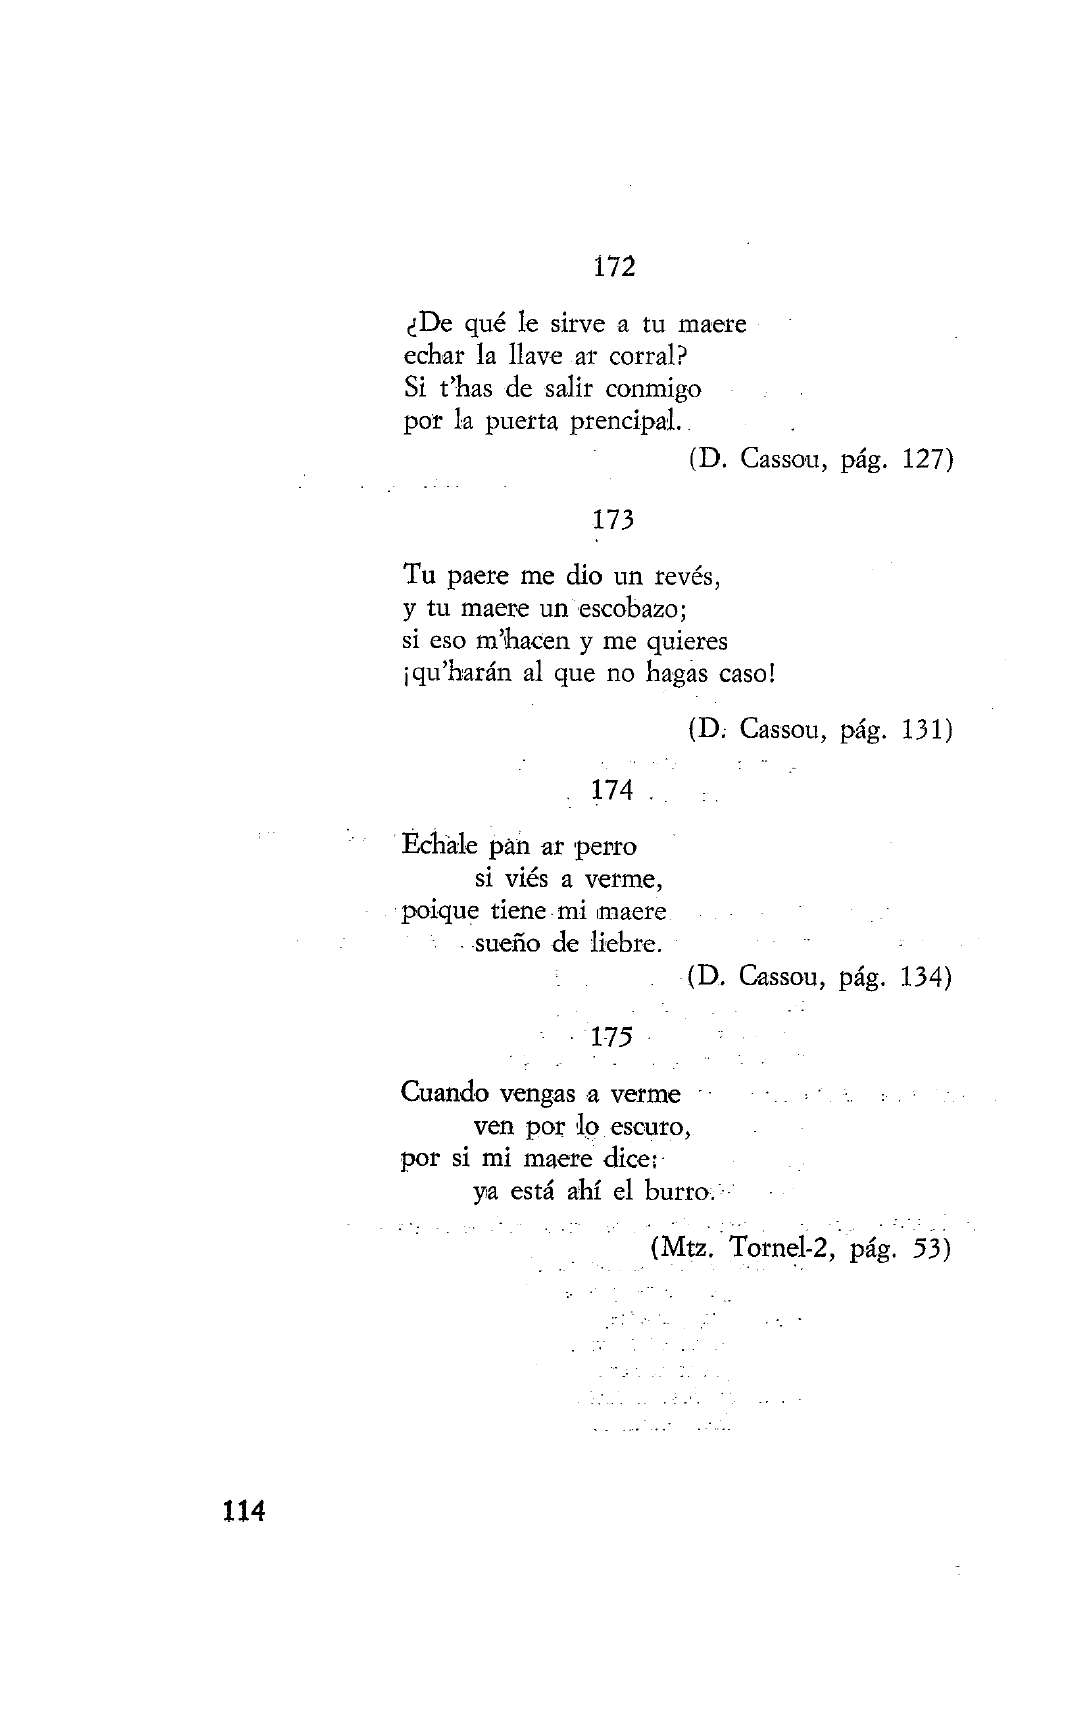 172
¿De qué le sirve a tu maere
echar la llave ar corral?
Si t'has de salir conmigo
por la puerta prencipal.
(D. Cassou, pág. 127)
173
Tu paere me dio un revés,
y tu maere un escobazo;
si eso m'hacen y me quieres
¡qu'harán al que no hagas caso!
(D. Cassou, pág. 131)
174
Échale pan ar perro
si viés a verme,
poique tiene mi maere
sueño de liebre.
(D. Cassou, pág. 134)
175
Cuando vengas a verme
ven por lo escuro,
por si mi maere dice:
ya está ahí el burro.
(Mtz. Tornel-2, pág. 53)
114